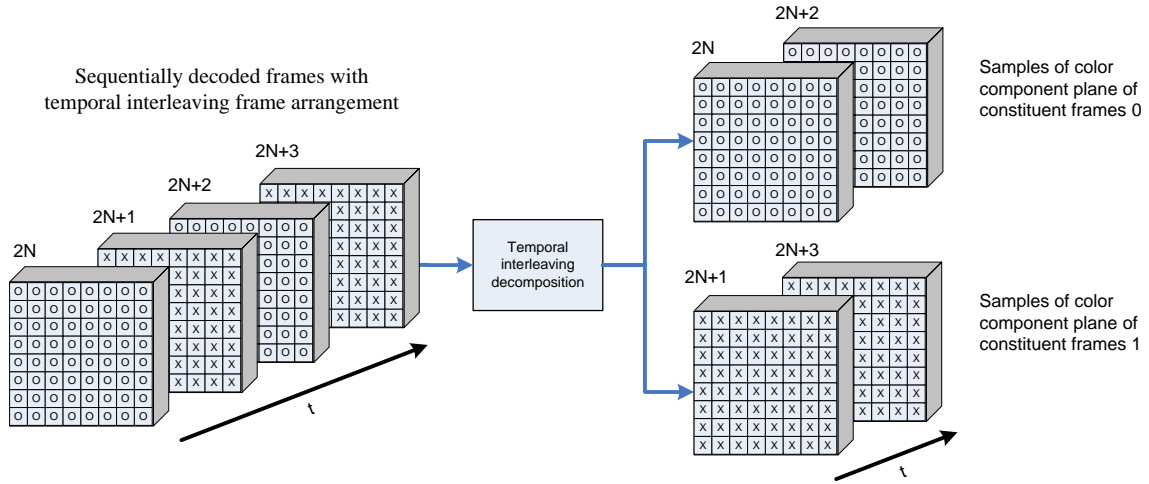 Sequentially decoded frames with
temporal interleaving frame arrangement
2N
2N+1
2N+2
2N+3
O O O O O O O O
O O O O O O O O
O O O O O O O O
O O O O O O O O
O O O O O O O O
O O O O O O O O
O O O O O O O O
O O O O O O O O
X X X X X X X X
X X X X
X X X X
X X X X
X X X X
X X X X
X X X X
X X X X
O O O O O O O O
O O O O
O O O O
O O O O
O O O O
O O O O
O O O
O O O
X X X X X X X X
X X X X
X X X X
X X X X
X X X X
X X X X
X X X X
X X X X
t
Temporal
interleaving
decomposition
2N
2N+2
O O O O O O O O
O O O O O O O O
O O O O O O O O
O O O O O O O O
O O O O O O O O
O O O O O O O O
O O O O O O O O
O O O O O O O O
O O O O O O O O
O O O O
O O O O
O O O O
O O O O
O O O O
O O O O
O O O O
Samples of color
component plane of
constituent frames 0
2N+1
2N+3
X X X X X X X X
X X X X X X X X
X X X X X X X X
X X X X X X X X
X X X X X X X X
X X X X X X X X
X X X X X X X X
X X X X X X X X
X X X X X X X X
X X X X
X X X X
X X X X
X X X X
X X X X
X X X X
X X X X
Samples of color
component plane of
constituent frames 1
t